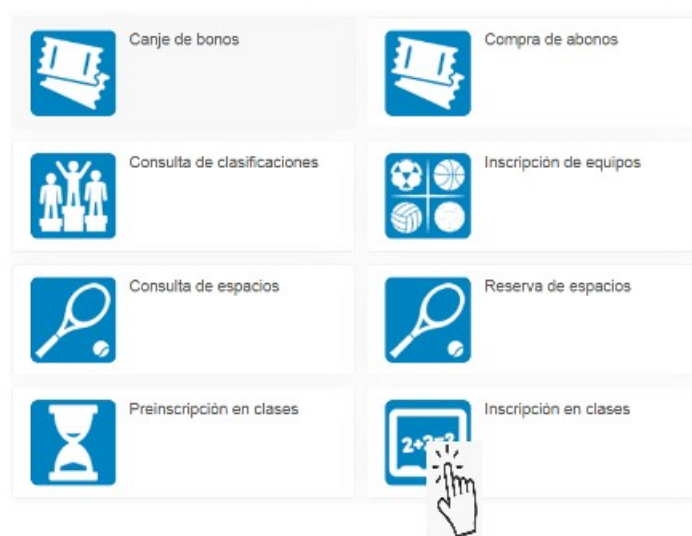 Canje de bonos
Compra de abonos
Consulta de clasificaciones
Inscripción de equipos
Consulta de espacios
Reserva de espacios
Preinscripción en clases
Inscripción en clases